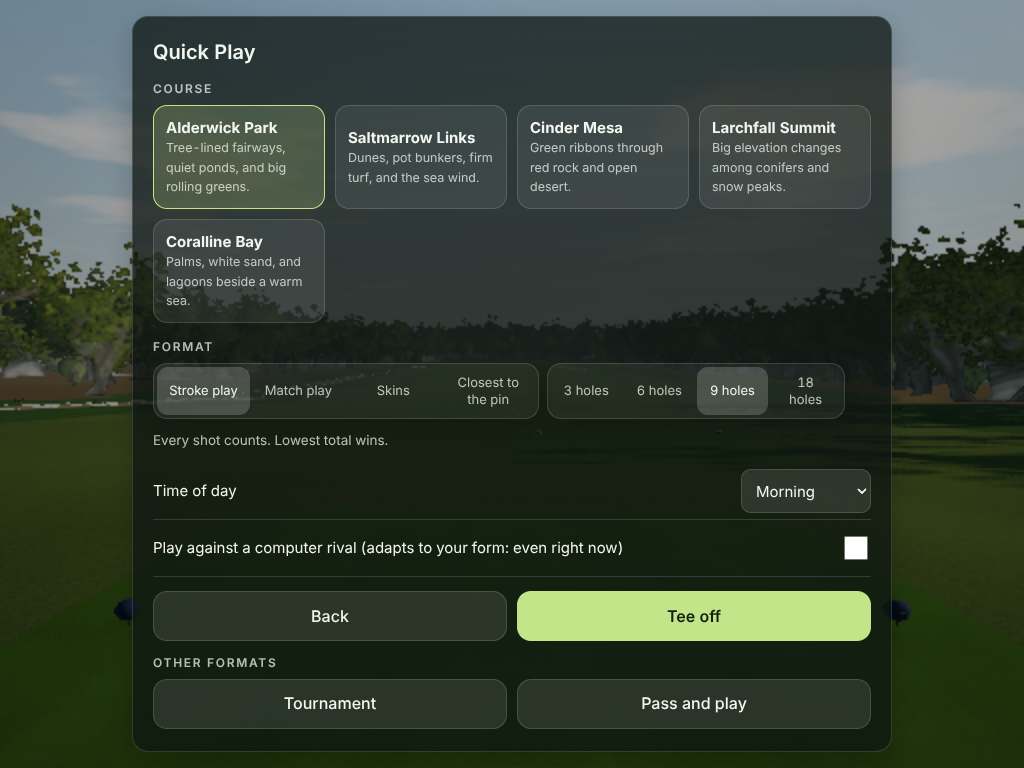 Quick Play
COURSE
Alderwick Park
Tree-lined fairways,
quiet ponds, and big
rolling greens.
Saltmarrow Links
Dunes, pot bunkers, firm
turf, and the sea wind.
Cinder Mesa
Green ribbons through
red rock and open
desert.
Larchfall Summit
Big elevation changes
among conifers and
snow peaks.
Coralline Bay
Palms, white sand, and
lagoons beside a warm
sea.
FORMAT
Stroke play
Match play
Skins
Closest to
the pin
3 holes
6 holes
9 holes
18
holes
Every shot counts. Lowest total wins.
Time of day
Morning
Play against a computer rival (adapts to your form: even right now)
Back
Tee off
OTHER FORMATS
Tournament
Pass and play